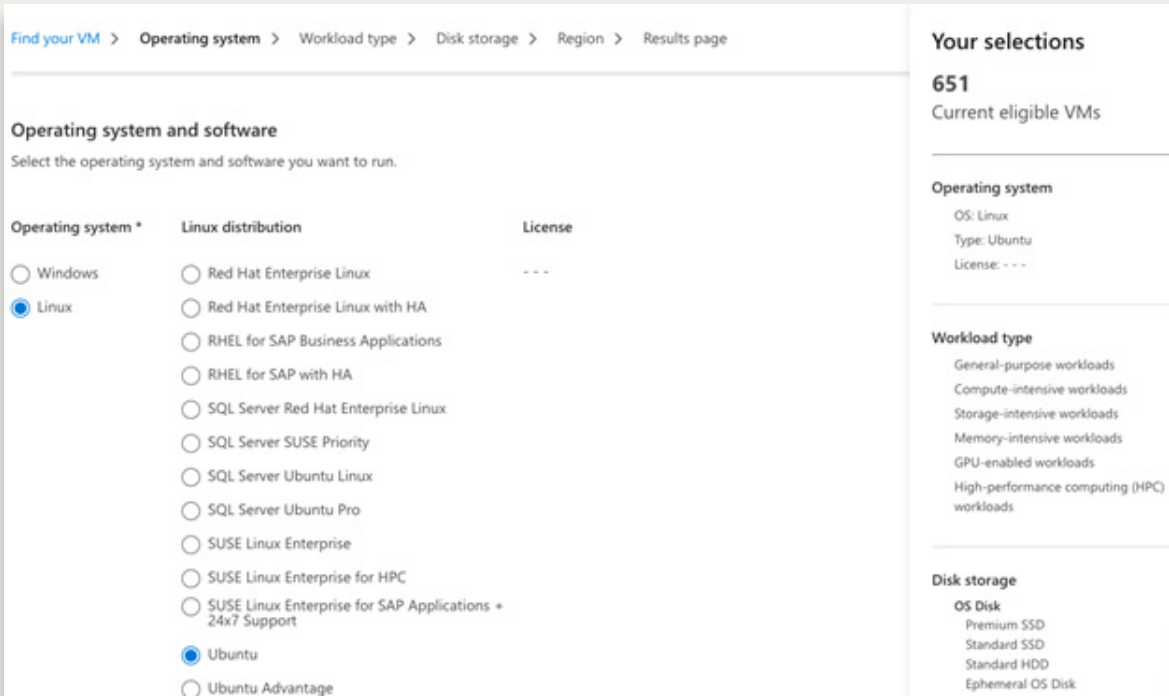 Find your VM > Operating system > Workload type > Disk storage > Region > Results page
Operating system and software
Select the operating system and software you want to run.
Operating system *
Windows
Linux
Linux distribution
Red Hat Enterprise Linux
Red Hat Enterprise Linux with HA
RHEL for SAP Business Applications
RHEL for SAP with HA
SQL Server Red Hat Enterprise Linux
SQL Server SUSE Priority
SQL Server Ubuntu Linux
SQL Server Ubuntu Pro
SUSE Linux Enterprise
SUSE Linux Enterprise for HPC
SUSE Linux Enterprise for SAP Applications +
24x7 Support
Ubuntu
Ubuntu Advantage
License
- - -
Your selections
651
Current eligible VMs
Operating system
OS: Linux
Type: Ubuntu
License: - - -
Workload type
General-purpose workloads
Compute-intensive workloads
Storage-intensive workloads
Memory-intensive workloads
GPU-enabled workloads
High-performance computing (HPC)
workloads
Disk storage
OS Disk
Premium SSD
Standard SSD
Standard HDD
Ephemeral OS Disk